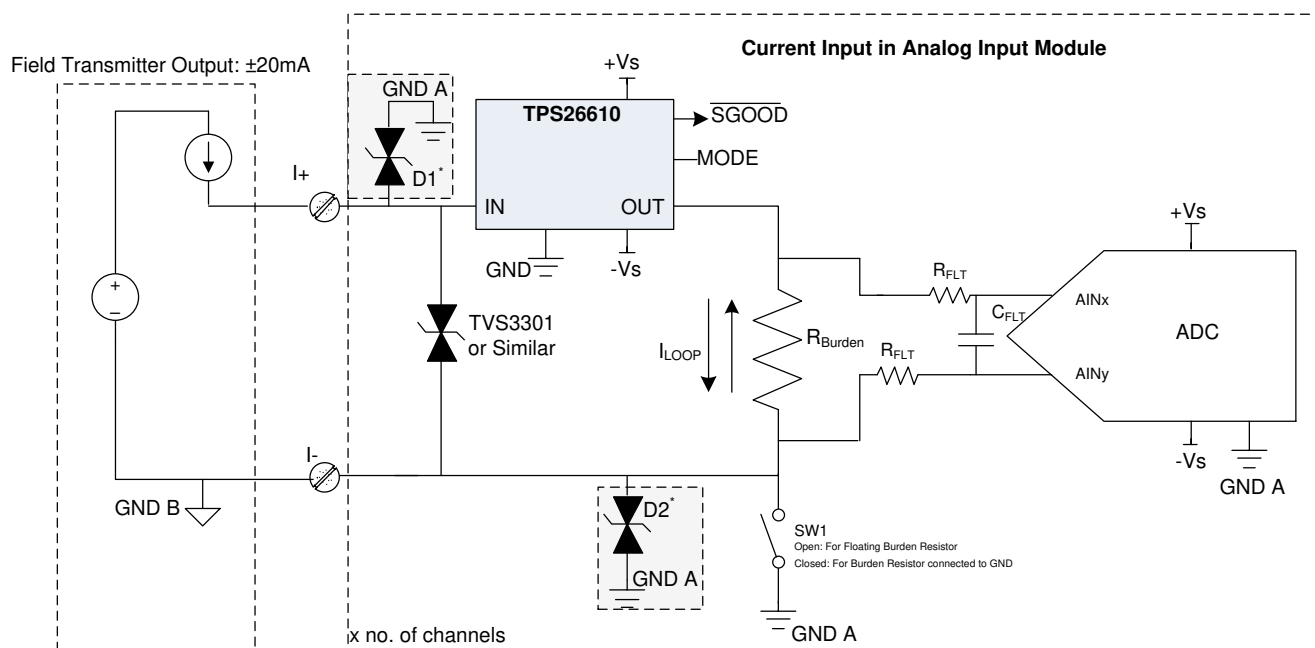 Current Input in Analog Input Module
Field Transmitter Output: ±20mA
+Vs
GND A
TPS26610
SGOOD
MODE
D1*
I+
IN
OUT
+Vs
GND
-Vs
RFLT
AINx
CFLT
+
–
TVS3301
or Similar
ILOOP
RBurden
ADC
RFLT
AINy
I-
-Vs
GND A
GND B
D2*
SW1
Open: For Floating Burden Resistor
Closed: For Burden Resistor connected to GND
GND A
GND A
x no. of channels